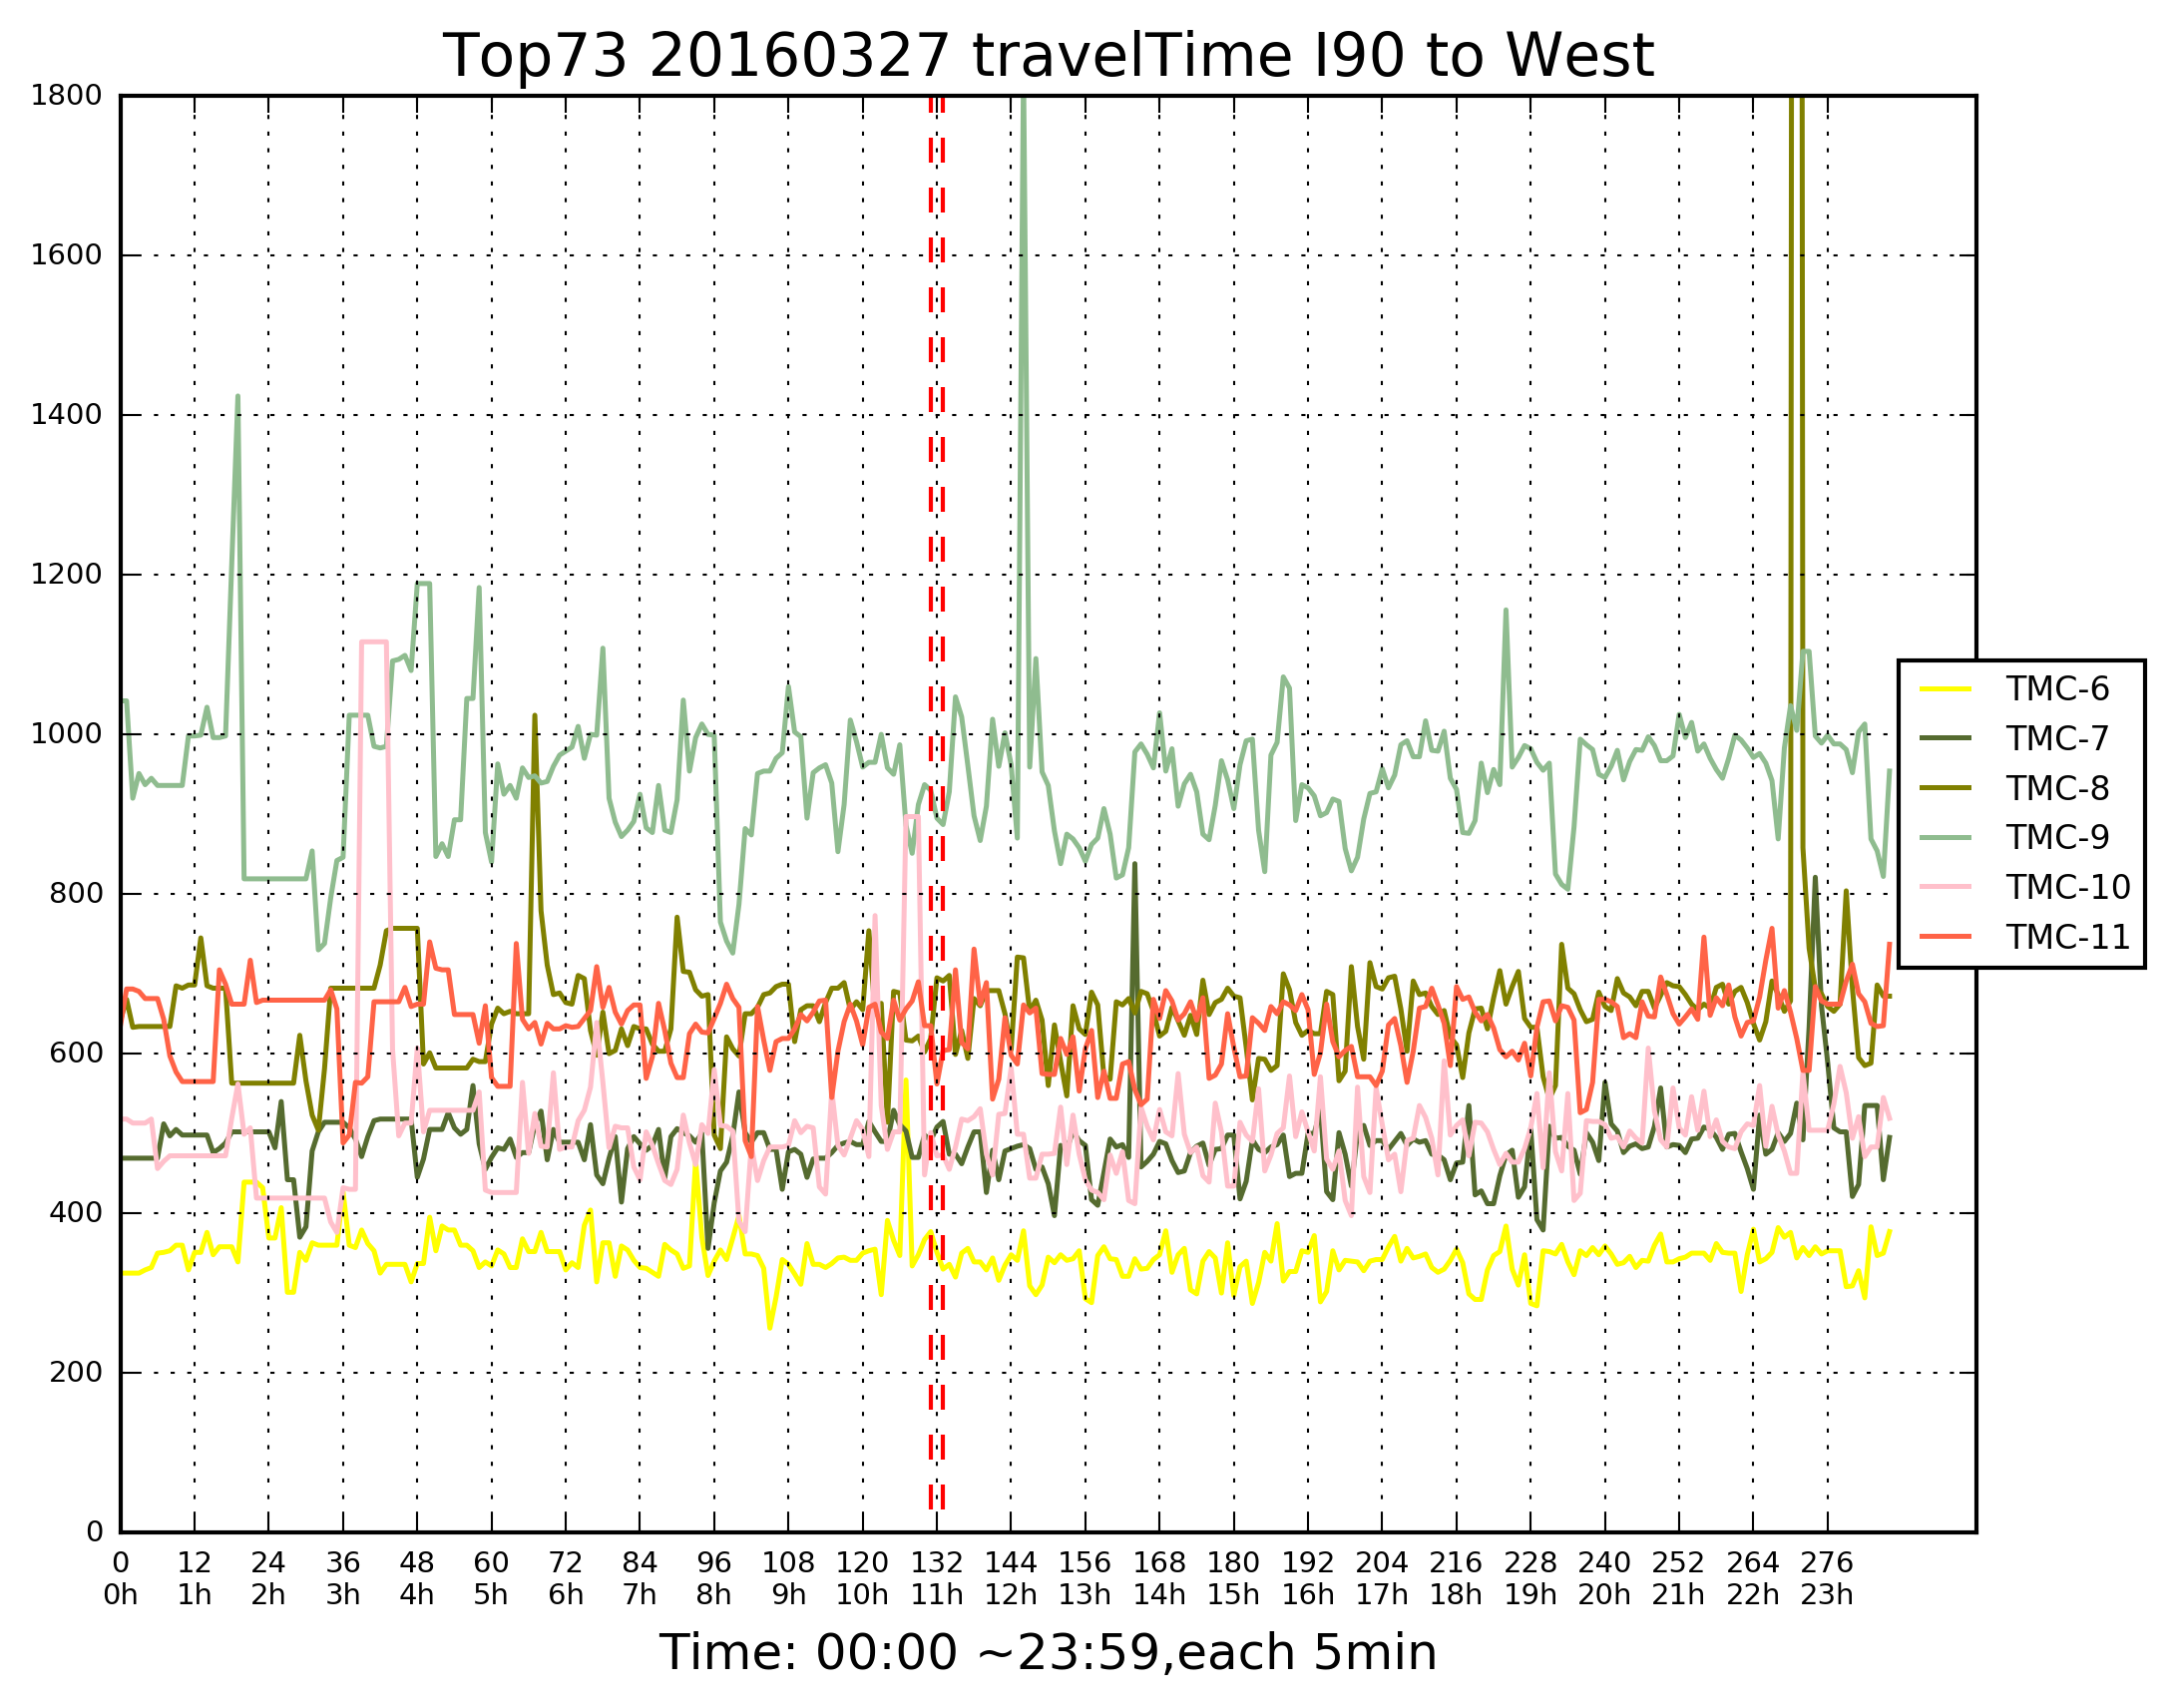 Top73 20160327 travelTime I90 to West
1800
1600
1400
1200
1000
800
600
400
200
0
TMC-6
TMC-7
TMC-8
TMC-9
TMC-10
TMC-11
0 12 24 36 48 60 72 84 96 108 120 132 144 156 168 180 192 204 216 228 240 252 264 276
0h 1h 2h 3h 4h 5h 6h 7h 8h 9h 10h 11h 12h 13h 14h 15h 16h 17h 18h 19h 20h 21h 22h 23h
Time: 00:00 ~23:59,each 5min